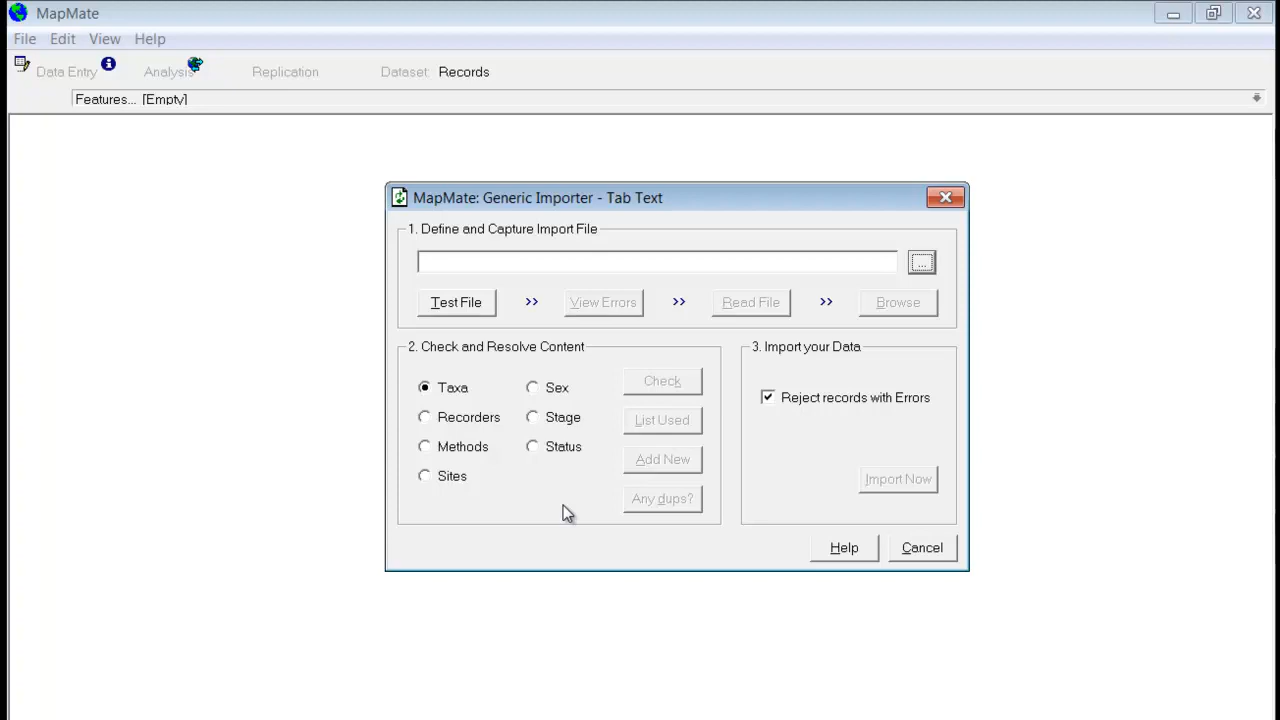 MapMate
File Edit View Help
Data Entry Analysis Replication Dataset: Records
Features... [Empty]
MapMate: Generic Importer - Tab Text
1. Define and Capture Import File
...
Test File >> View Errors >> Read File >> Browse
2. Check and Resolve Content
3. Import your Data
Taxa Sex Check
Reject records with Errors
Recorders Stage List Used
Methods Status Add New
Sites
Import Now
Any dups?
Help Cancel